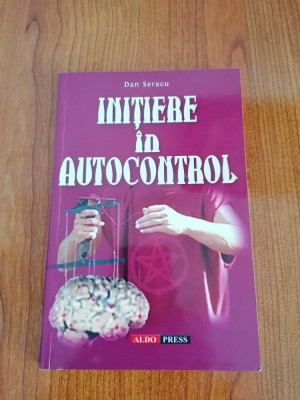 Dan Seracu
INIȚIERE
în
AUTOCONTROL
ALDO PRESS